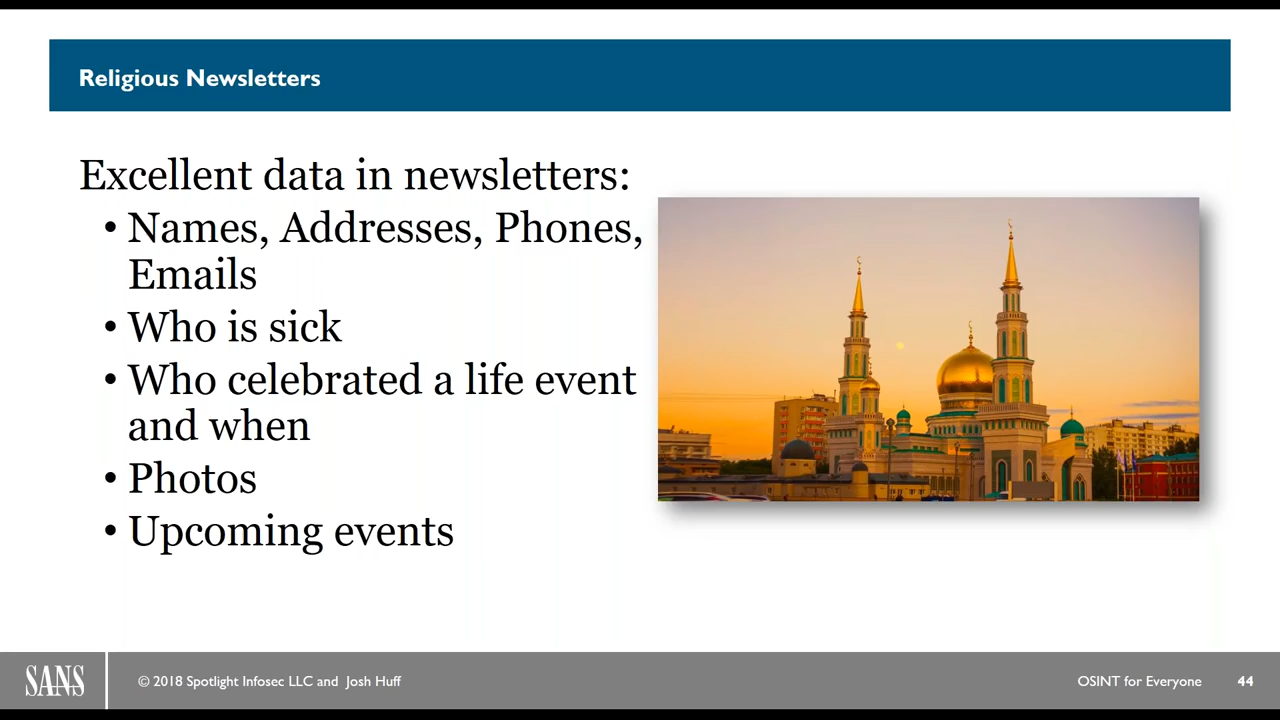 Religious Newsletters
Excellent data in newsletters:
• Names, Addresses, Phones,
Emails
• Who is sick
• Who celebrated a life event
and when
• Photos
• Upcoming events
SANS
© 2018 Spotlight Infosec LLC and Josh Huff
OSINT for Everyone
44